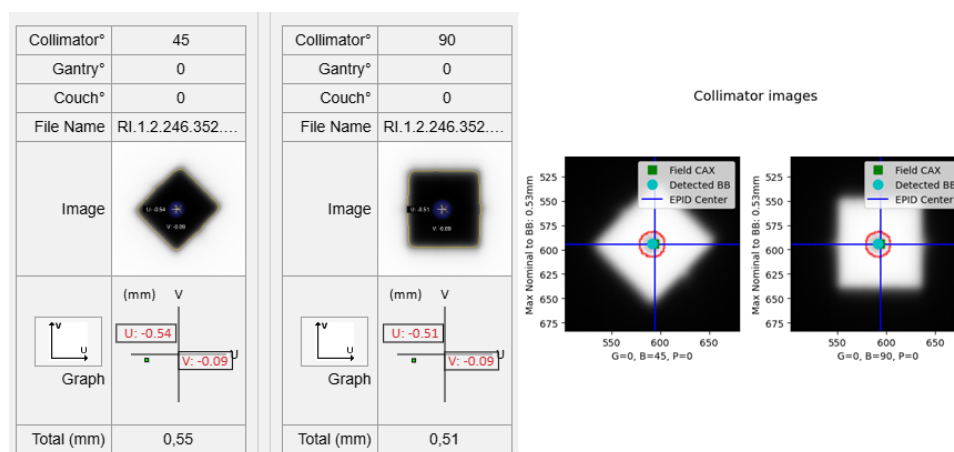 Collimator° 45
Gantry° 0
Couch° 0
File Name RI.1.2.246.352....
Image
U: -0.54
V: -0.09
(mm) V
V
U
U: -0.54
U
V: -0.09
Graph
Total (mm) 0,55
Collimator° 90
Gantry° 0
Couch° 0
File Name RI.1.2.246.352....
Image
U: -0.51
V: -0.09
(mm) V
V
U
U: -0.51
U
V: -0.09
Graph
Total (mm) 0,51
Collimator images
Max Nominal to BB: 0.53mm
525
550
575
600
625
650
675
Field CAX
Detected BB
EPID Center
550 600 650
G=0, B=45, P=0
Max Nominal to BB: 0.53mm
525
550
575
600
625
650
675
Field CAX
Detected BB
EPID Center
550 600 650
G=0, B=90, P=0